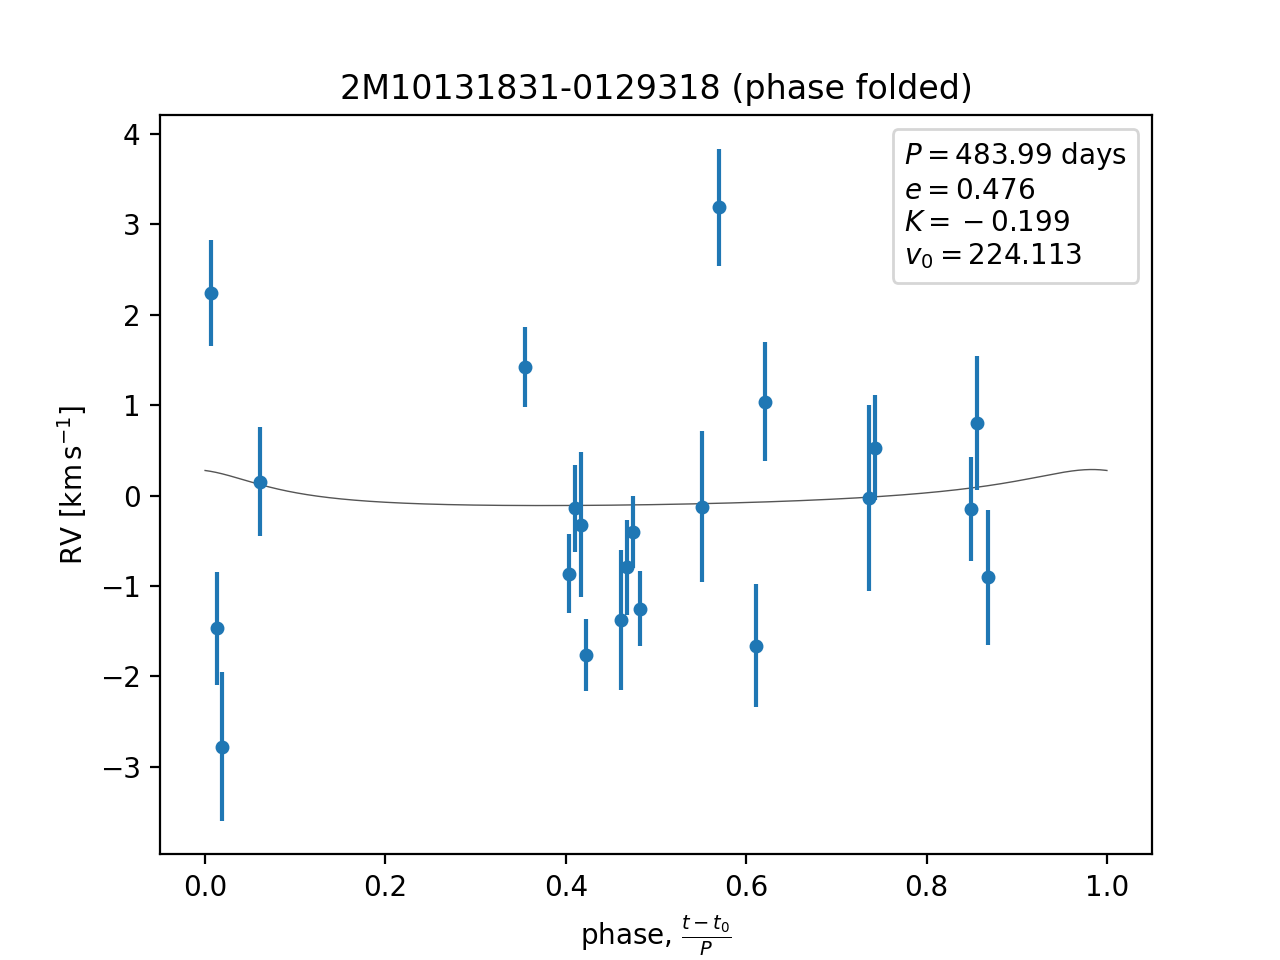 2M10131831-0129318 (phase folded)
P = 483.99 days
e = 0.476
K = −0.199
v₀ = 224.113
RV [km s⁻¹]
4
3
2
1
0
−1
−2
−3
0.0 0.2 0.4 0.6 0.8 1.0
phase, (t − t₀)/P